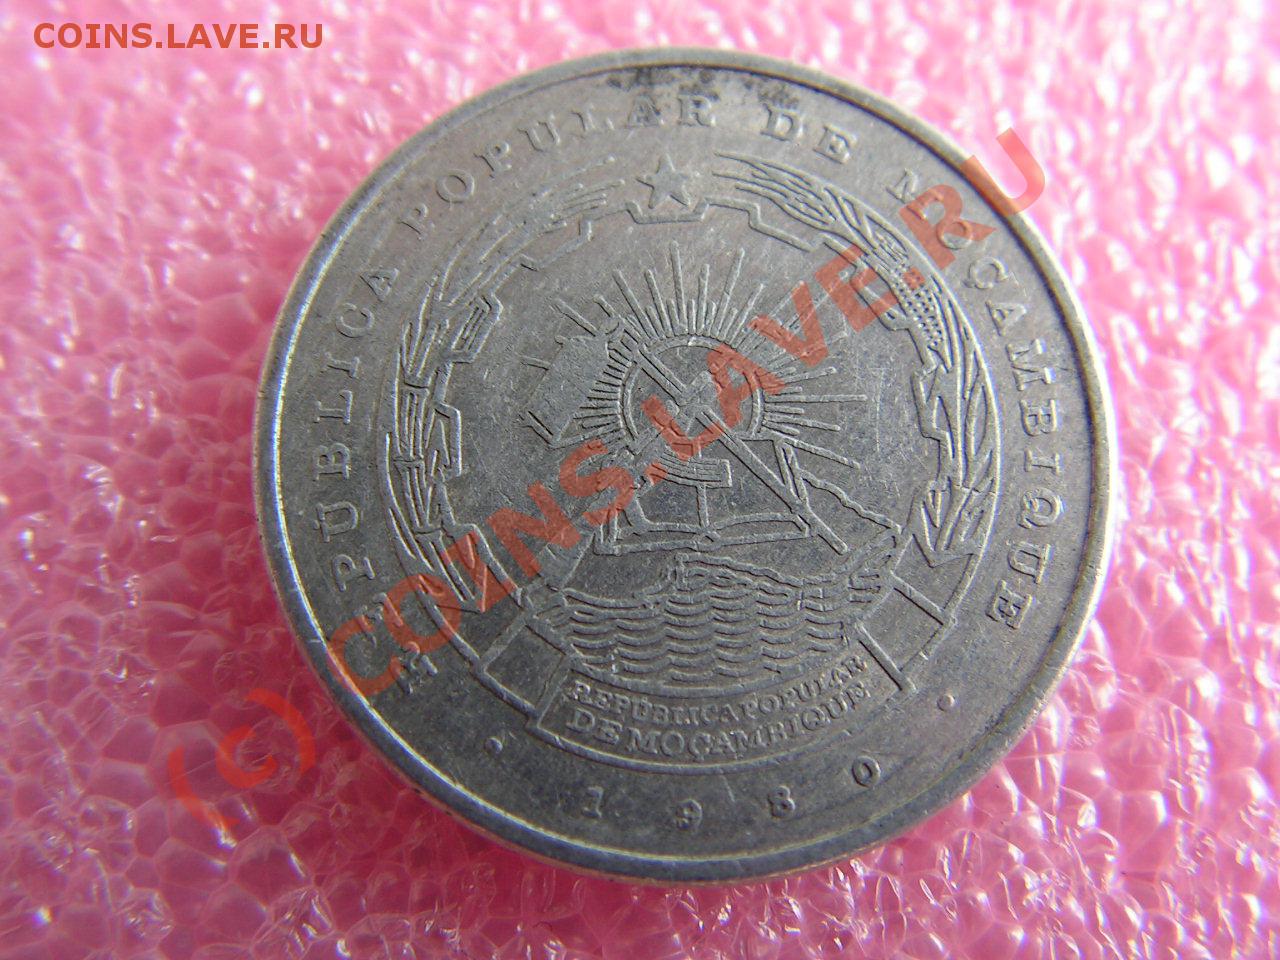 COINS.LAVE.RU
REPÚBLICA POPULAR DE MOÇAMBIQUE
REPÚBLICA POPULAR
DE MOÇAMBIQUE
1980
(c) COINS.LAVE.RU